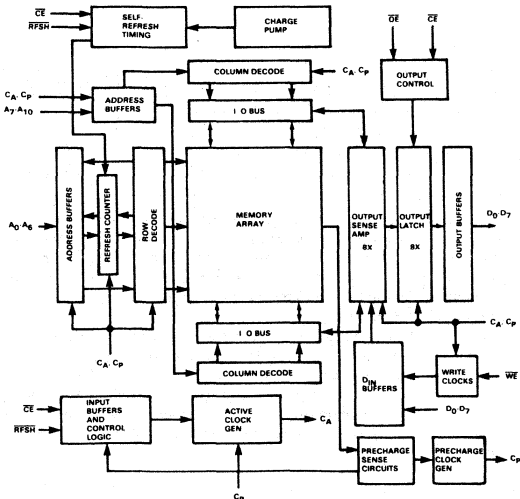 CE
RFSH
SELF-
REFRESH
TIMING
CHARGE
PUMP
OE
CE
COLUMN DECODE
CA, CP
OUTPUT
CONTROL
CA, CP
A7-A10
ADDRESS
BUFFERS
I O BUS
A0-A6
ADDRESS BUFFERS
REFRESH COUNTER
ROW
DECODE
MEMORY
ARRAY
OUTPUT
SENSE
AMP
8X
OUTPUT
LATCH
8X
OUTPUT BUFFERS
D0-D7
CA, CP
I O BUS
CA, CP
COLUMN DECODE
DIN
BUFFERS
WRITE
CLOCKS
WE
D0-D7
CE
RFSH
INPUT
BUFFERS
AND
CONTROL
LOGIC
ACTIVE
CLOCK
GEN
CA
CP
PRECHARGE
SENSE
CIRCUITS
PRECHARGE
CLOCK
GEN
CP